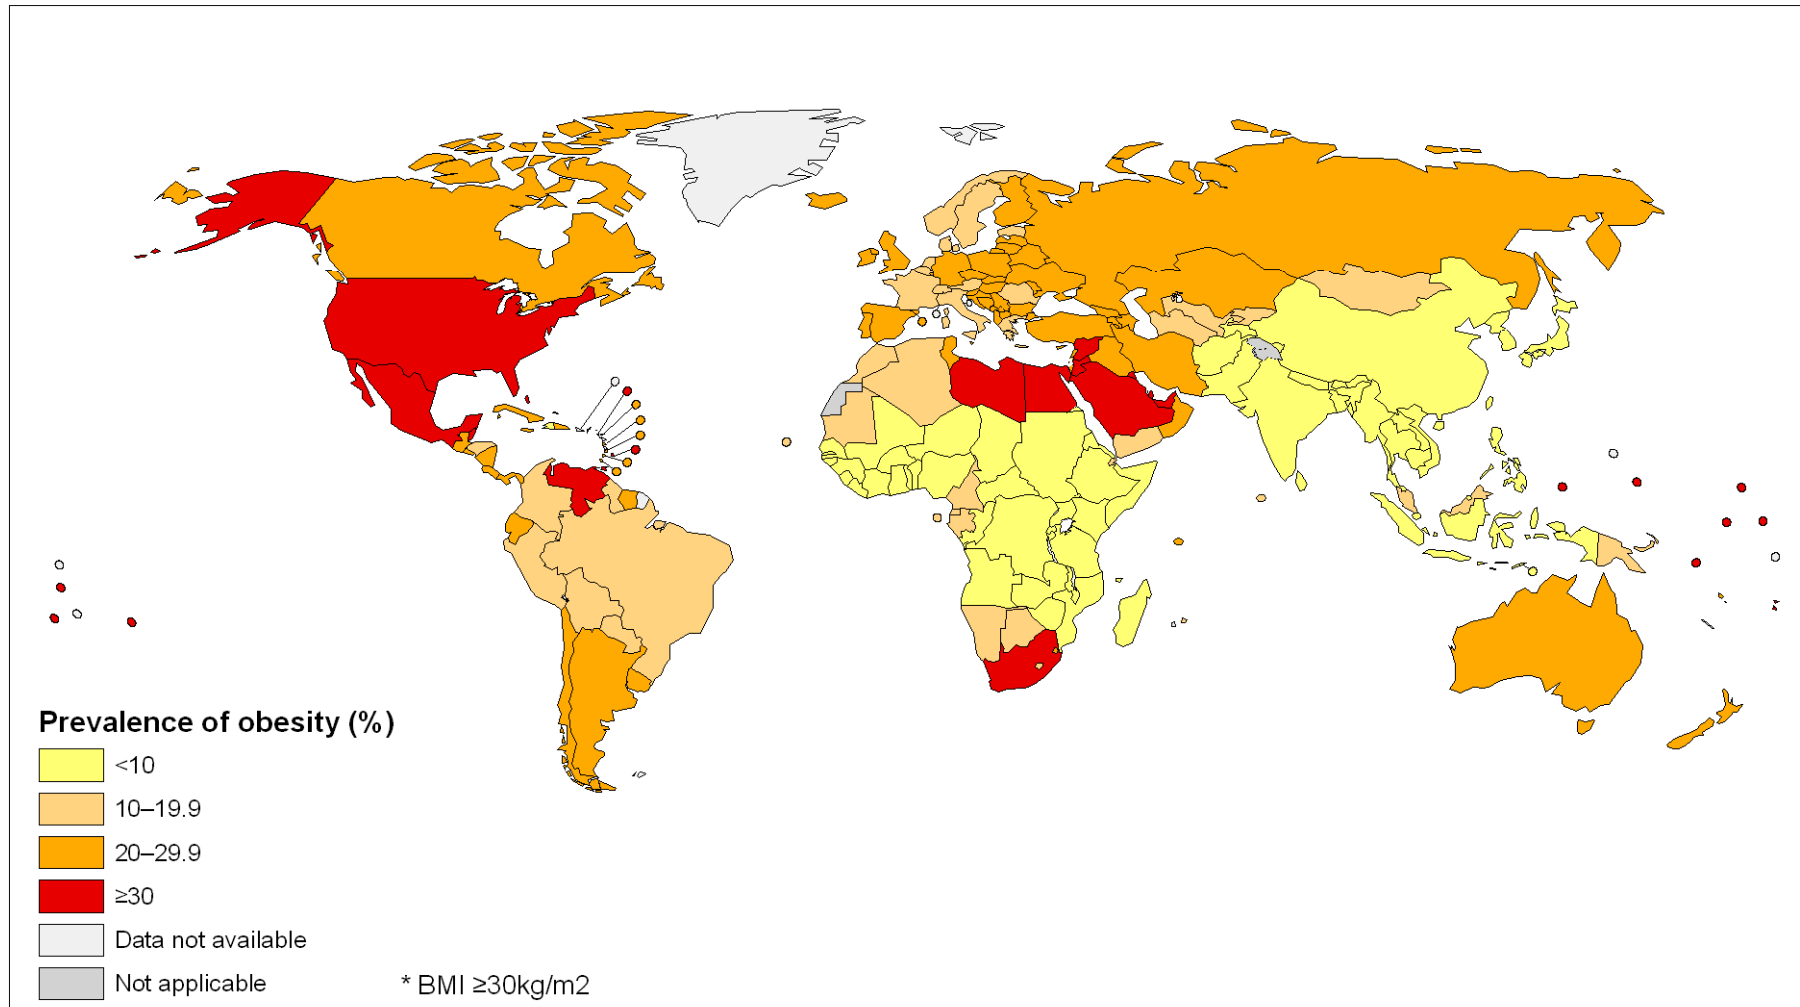 Prevalence of obesity (%)
<10
10–19.9
20–29.9
≥30
Data not available
Not applicable
* BMI ≥30kg/m2